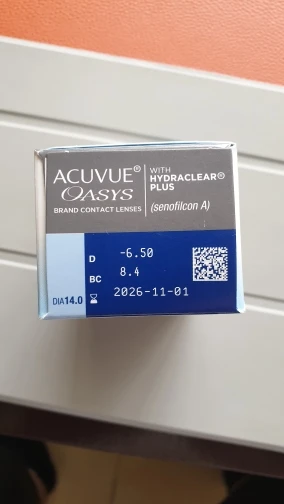 ACUVUE® WITH
OASYS HYDRACLEAR®
PLUS
BRAND CONTACT LENSES (senofilcon A)
D -6.50
BC 8.4
2026-11-01
DIA14.0